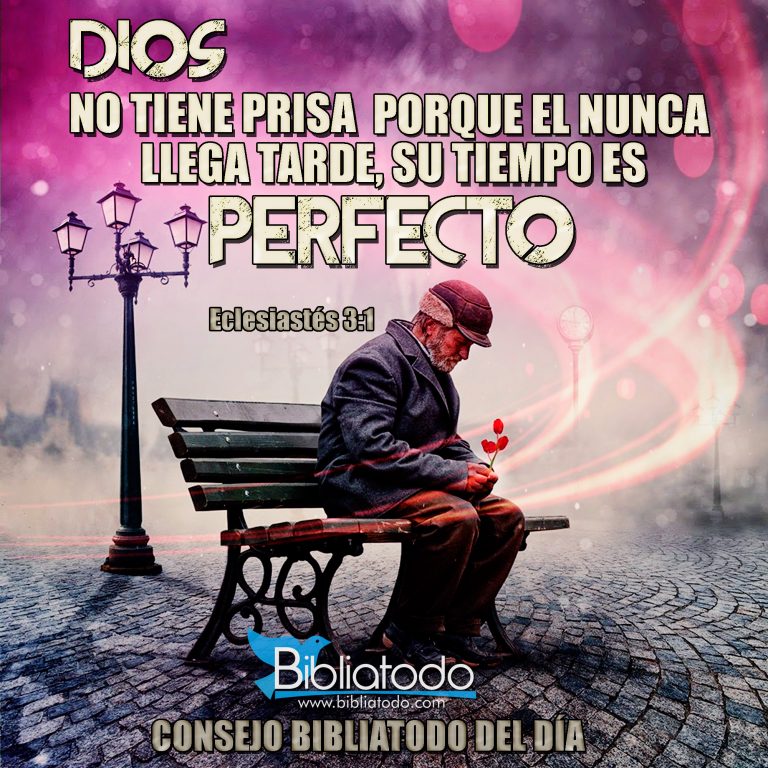 DIOS
NO TIENE PRISA PORQUE EL NUNCA
LLEGA TARDE, SU TIEMPO ES
PERFECTO
Eclesiastés 3:1
Bibliatodo
www.bibliatodo.com
CONSEJO BIBLIATODO DEL DÍA